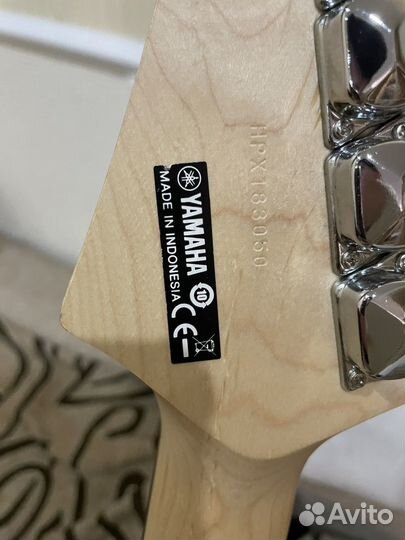 HPX183050
YAMAHA
MADE IN INDONESIA
10
CE
Avito